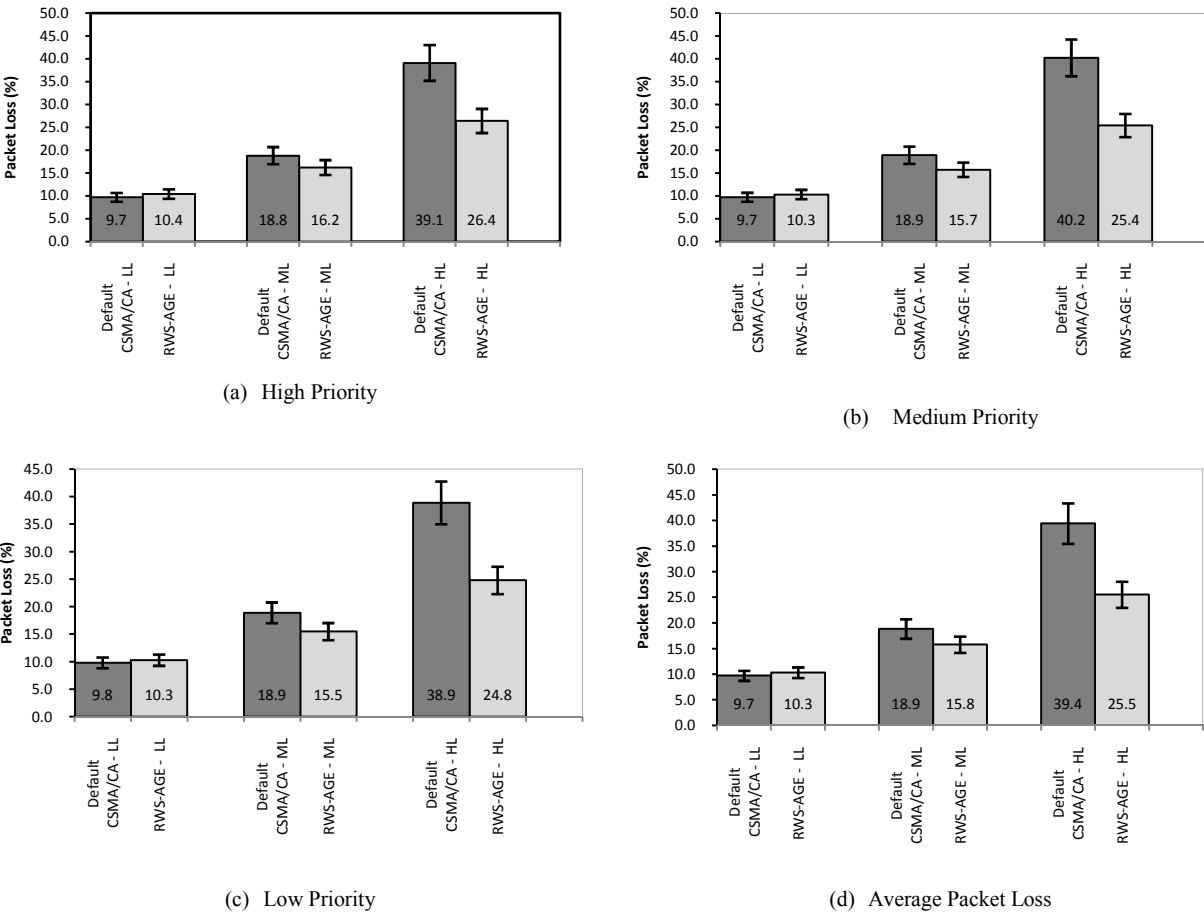 50.0
45.0
40.0
35.0
30.0
25.0
20.0
15.0
10.0
5.0
0.0
Packet Loss (%)
9.7
10.4
18.8
16.2
39.1
26.4
Default
CSMA/CA - LL
RWS-AGE - LL
Default
CSMA/CA - ML
RWS-AGE - ML
Default
CSMA/CA - HL
RWS-AGE - HL
(a) High Priority
50.0
45.0
40.0
35.0
30.0
25.0
20.0
15.0
10.0
5.0
0.0
Packet Loss (%)
9.7
10.3
18.9
15.7
40.2
25.4
Default
CSMA/CA - LL
RWS-AGE - LL
Default
CSMA/CA - ML
RWS-AGE - ML
Default
CSMA/CA - HL
RWS-AGE - HL
(b) Medium Priority
45.0
40.0
35.0
30.0
25.0
20.0
15.0
10.0
5.0
0.0
Packet Loss (%)
9.8
10.3
18.9
15.5
38.9
24.8
Default
CSMA/CA - LL
RWS-AGE - LL
Default
CSMA/CA - ML
RWS-AGE - ML
Default
CSMA/CA - HL
RWS-AGE - HL
(c) Low Priority
50.0
45.0
40.0
35.0
30.0
25.0
20.0
15.0
10.0
5.0
0.0
Packet Loss (%)
9.7
10.3
18.9
15.8
39.4
25.5
Default
CSMA/CA - LL
RWS-AGE - LL
Default
CSMA/CA - ML
RWS-AGE - ML
Default
CSMA/CA - HL
RWS-AGE - HL
(d) Average Packet Loss